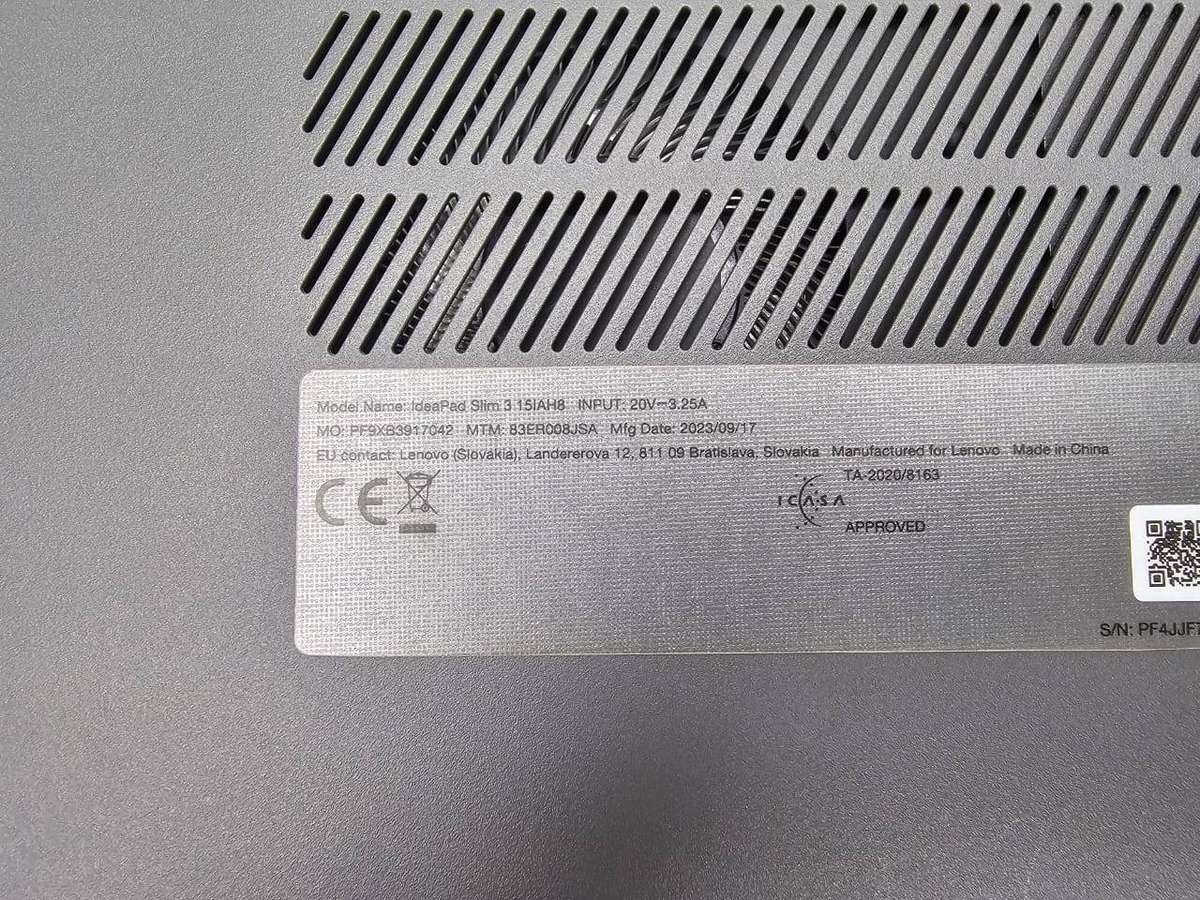 Model Name: IdeaPad Slim 3 15IAH8 INPUT: 20V⎓3.25A
MO: PF9XB3917042 MTM: 83ER008JSA Mfg Date: 2023/09/17
EU contact: Lenovo (Slovakia), Landererova 12, 811 09 Bratislava, Slovakia Manufactured for Lenovo Made in China
CE
TA-2020/8163
ICASA
APPROVED
S/N: PF4JJF